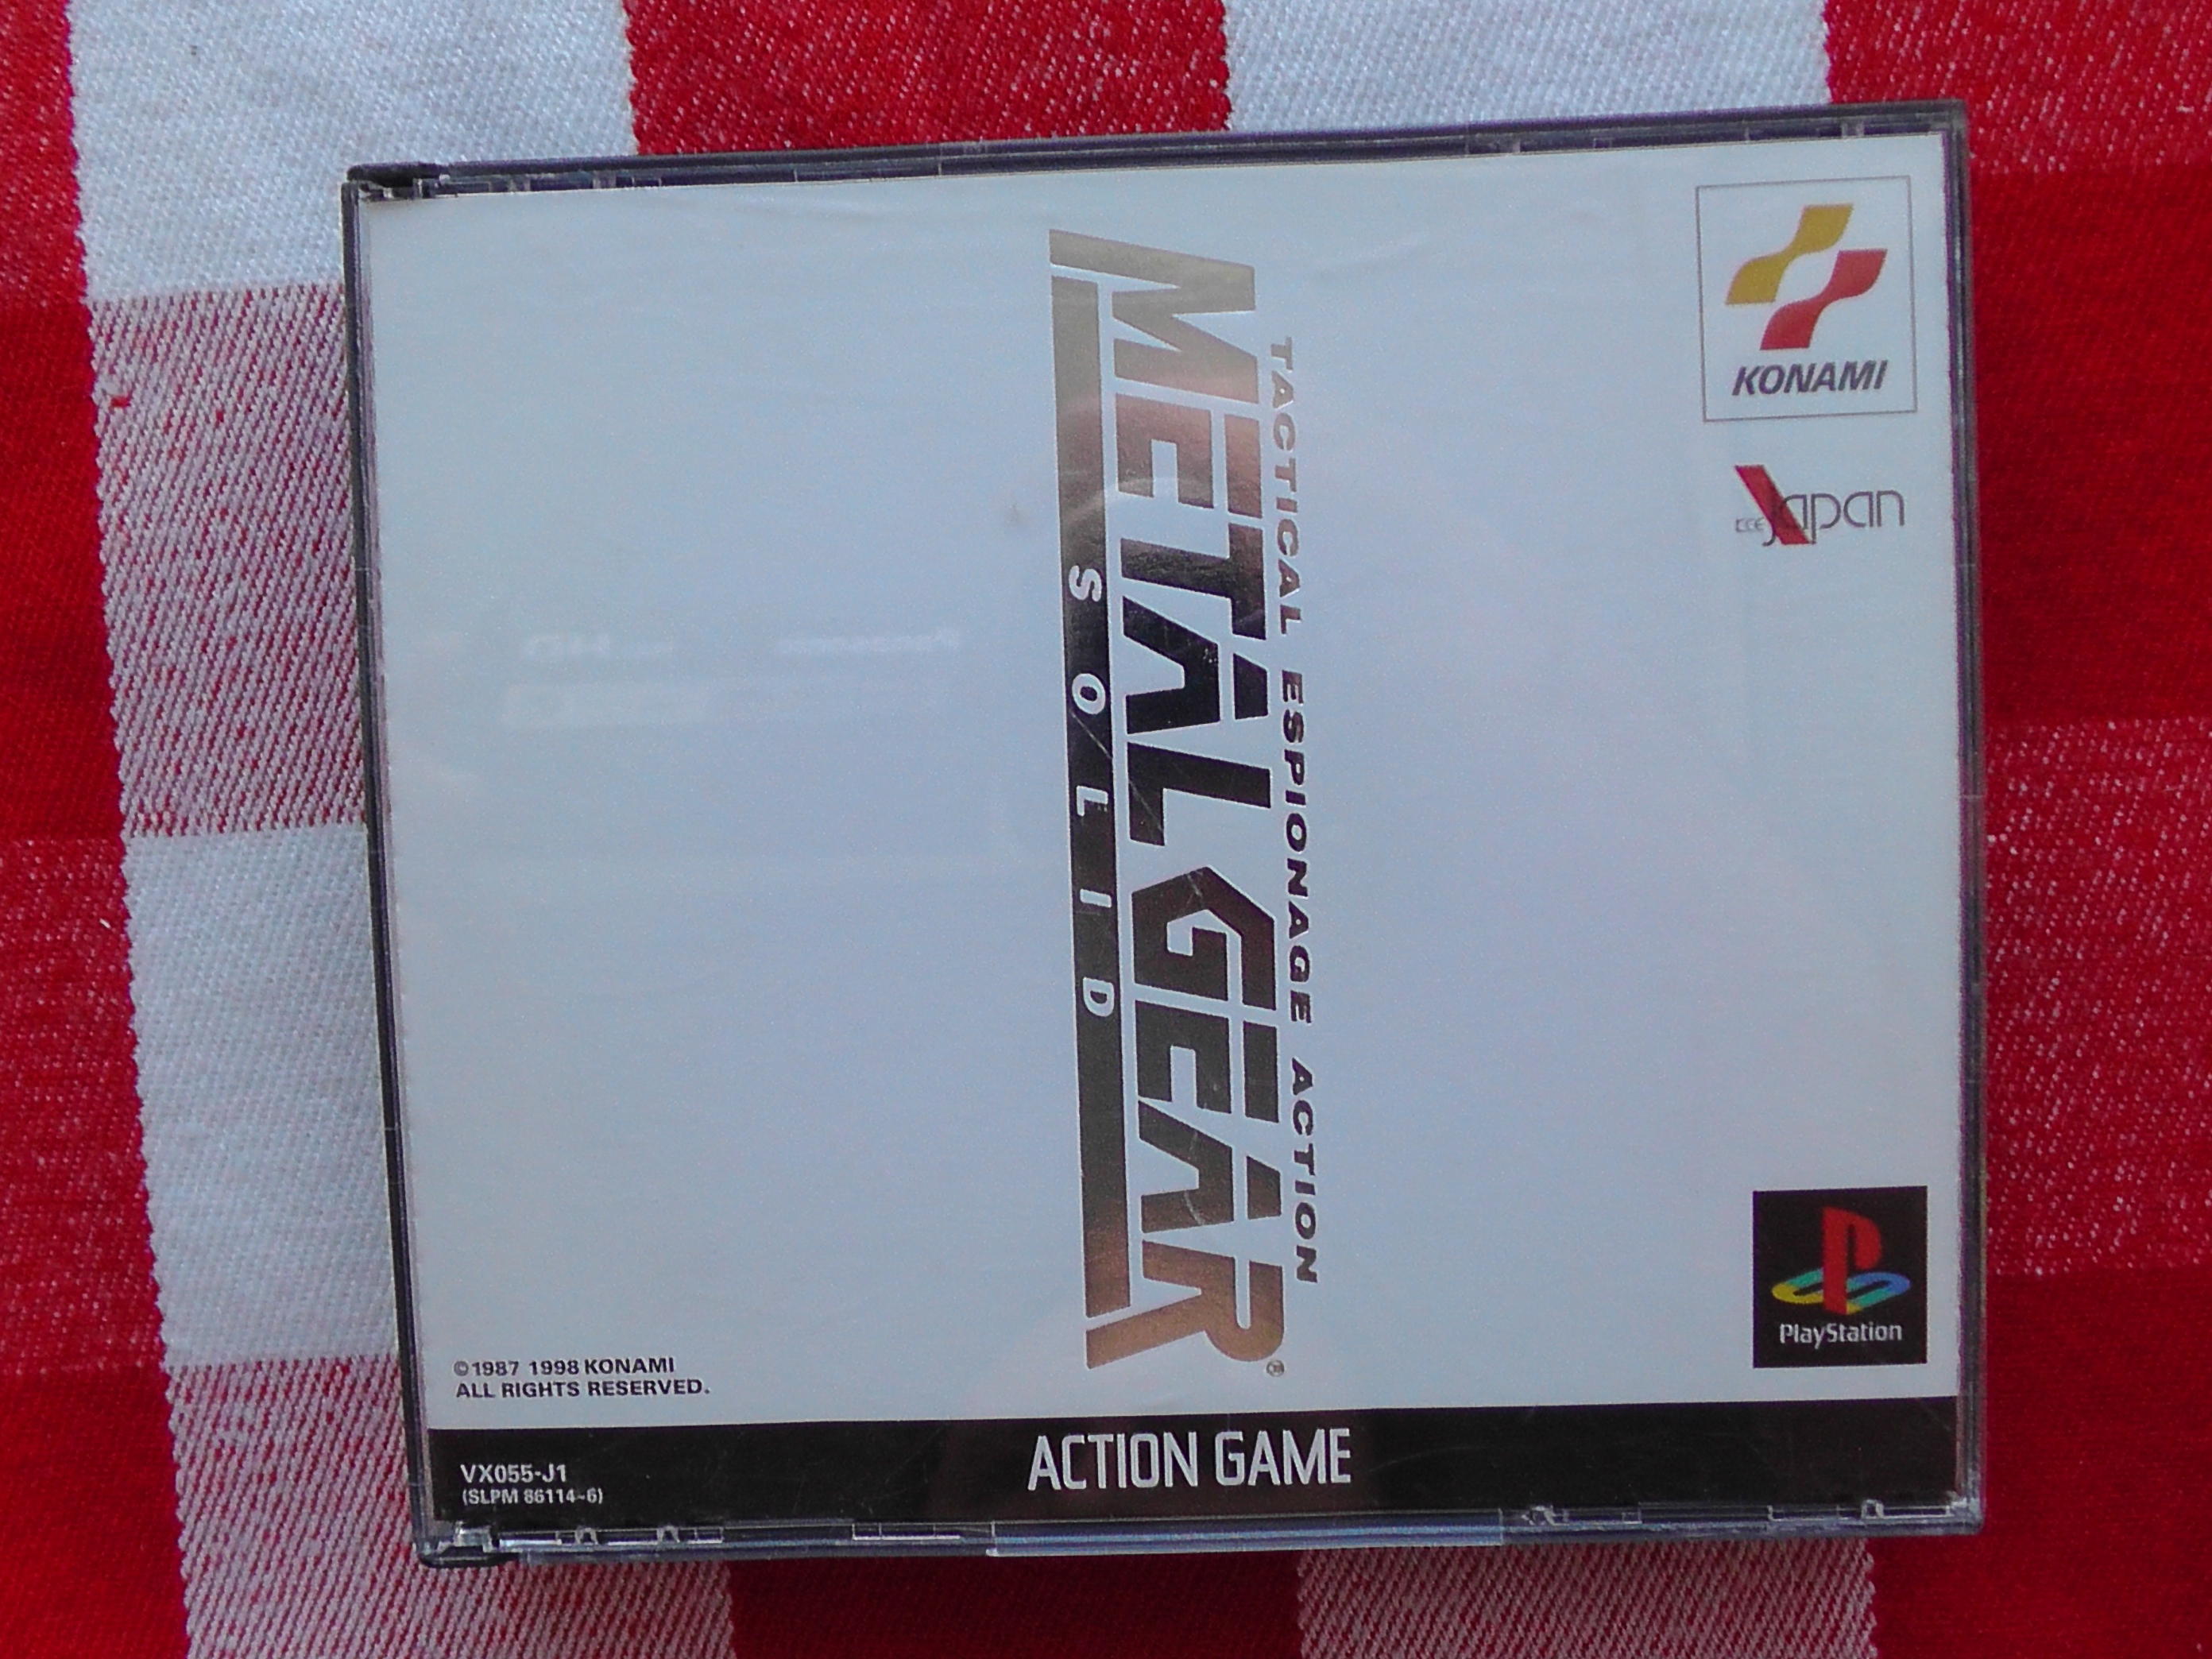 KONAMI
KCE Japan
TACTICAL ESPIONAGE ACTION
METAL GEAR
SOLID
®
PlayStation
©1987 1998 KONAMI
ALL RIGHTS RESERVED.
ACTION GAME
VX055-J1
(SLPM 86114~6)